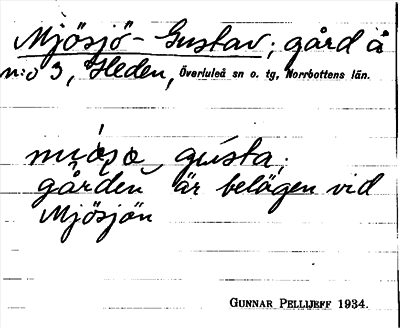 Mjösjö-Gustav; gård å
n:o 3, Heden, Överluleå sn o. tg, Norrbottens län.
gústa;
gården är belägen vid
Mjösjön
GUNNAR PELLIJEFF 1934.